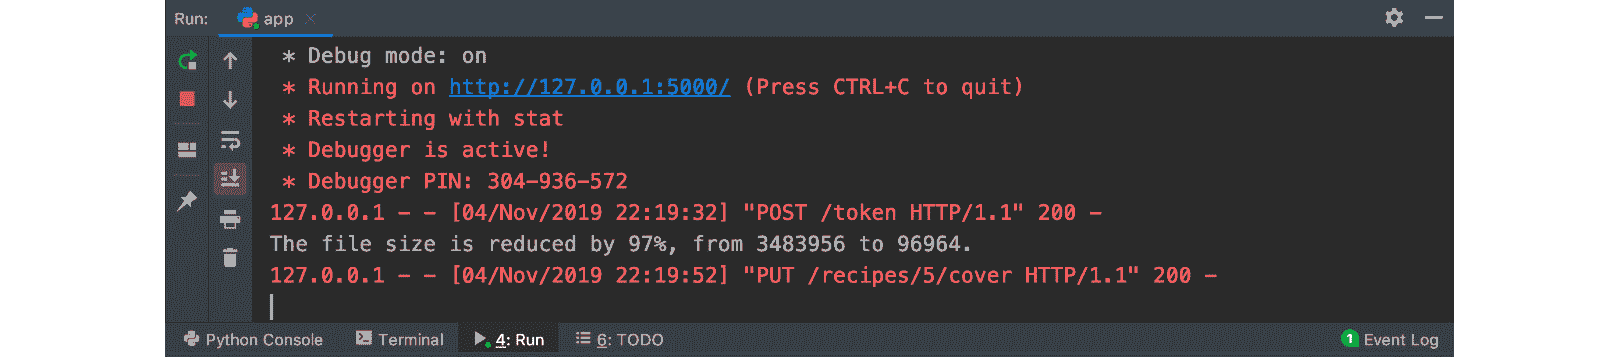 Run: app
* Debug mode: on
* Running on http://127.0.0.1:5000/ (Press CTRL+C to quit)
* Restarting with stat
* Debugger is active!
* Debugger PIN: 304-936-572
127.0.0.1 - - [04/Nov/2019 22:19:32] "POST /token HTTP/1.1" 200 -
The file size is reduced by 97%, from 3483956 to 96964.
127.0.0.1 - - [04/Nov/2019 22:19:52] "PUT /recipes/5/cover HTTP/1.1" 200 -
Python Console Terminal 4: Run 6: TODO 1 Event Log